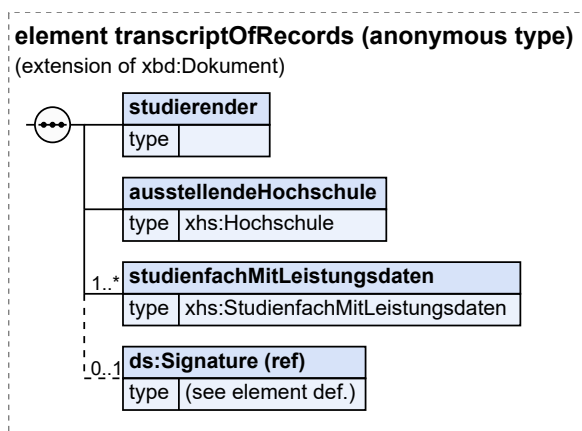 element transcriptOfRecords (anonymous type)
(extension of xbd:Dokument)
studierender
type
ausstellendeHochschule
type xhs:Hochschule
1..* studienfachMitLeistungsdaten
type xhs:StudienfachMitLeistungsdaten
0..1 ds:Signature (ref)
type (see element def.)